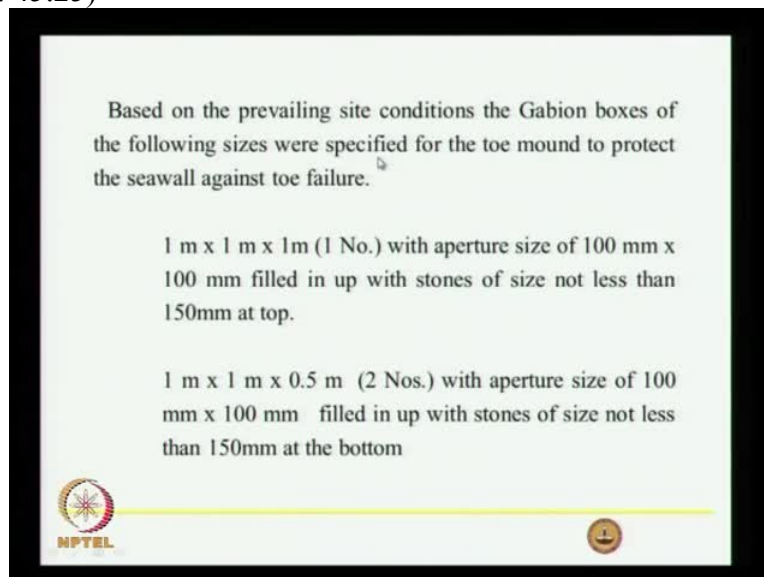 45:25)
Based on the prevailing site conditions the Gabion boxes of
the following sizes were specified for the toe mound to protect
the seawall against toe failure.
1 m x 1 m x 1m (1 No.) with aperture size of 100 mm x
100 mm filled in up with stones of size not less than
150mm at top.
1 m x 1 m x 0.5 m (2 Nos.) with aperture size of 100
mm x 100 mm filled in up with stones of size not less
than 150mm at the bottom
NPTEL